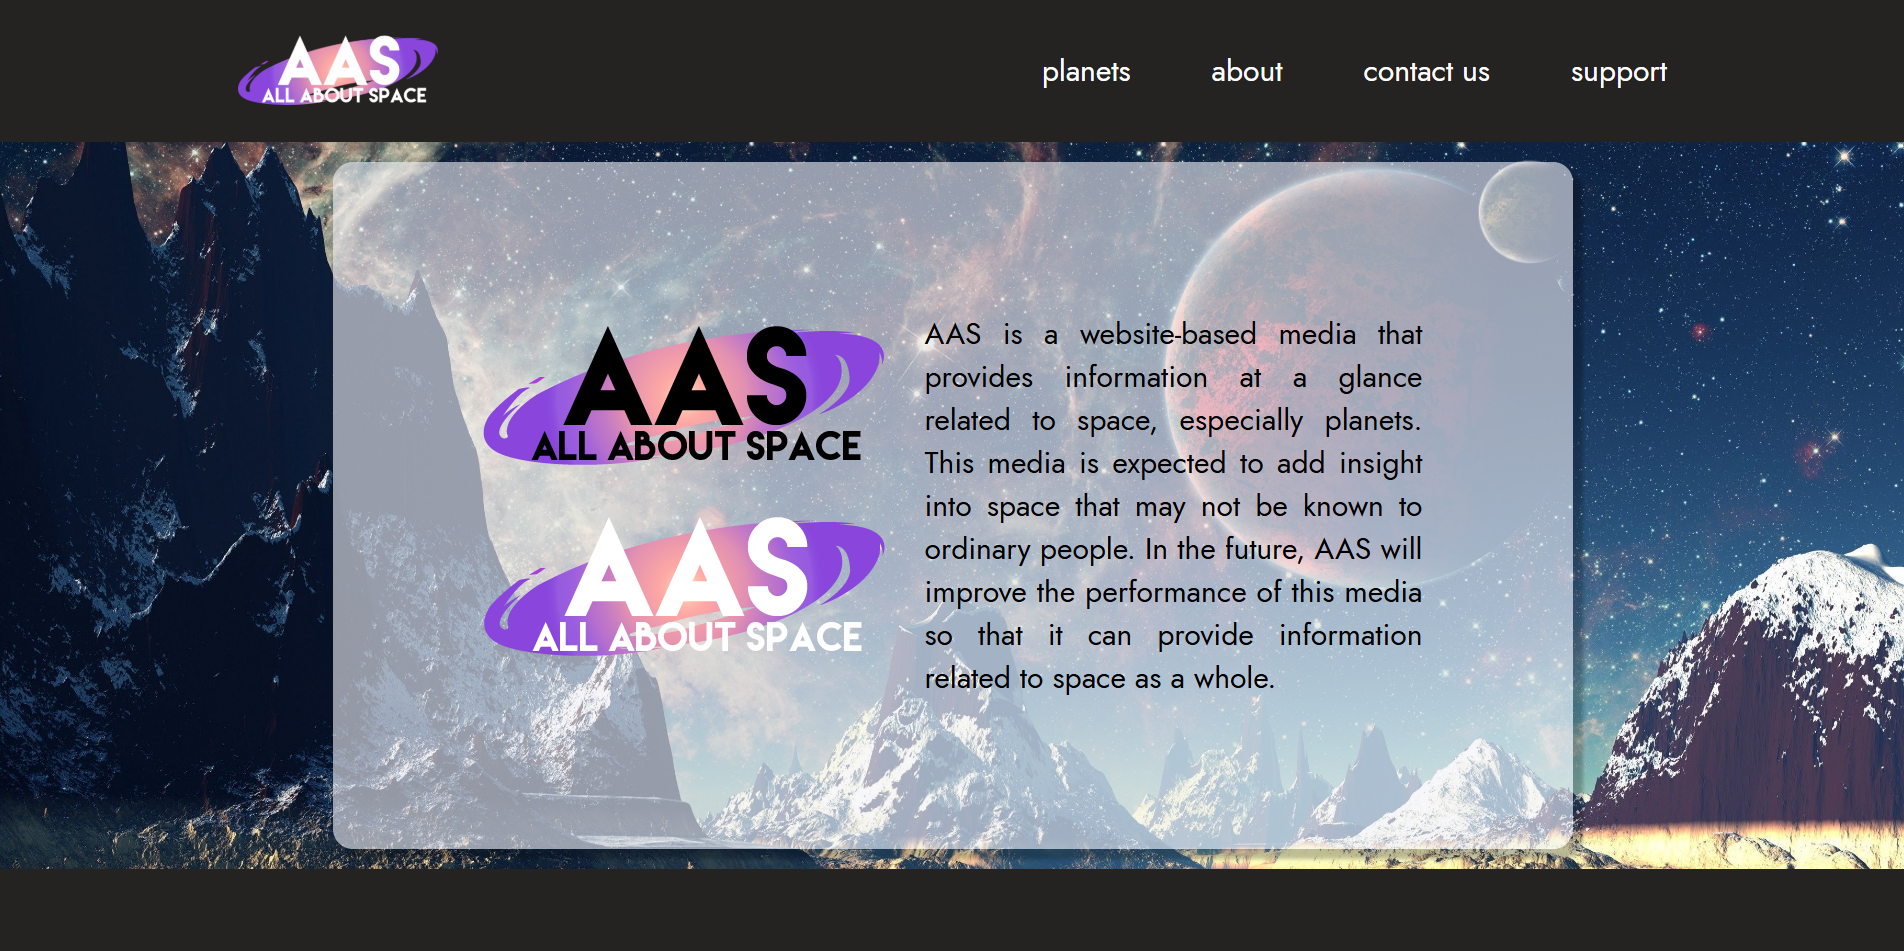 AAS
ALL ABOUT SPACE
planets about contact us support
AAS
ALL ABOUT SPACE
AAS
ALL ABOUT SPACE
AAS is a website-based media that
provides information at a glance
related to space, especially planets.
This media is expected to add insight
into space that may not be known to
ordinary people. In the future, AAS will
improve the performance of this media
so that it can provide information
related to space as a whole.